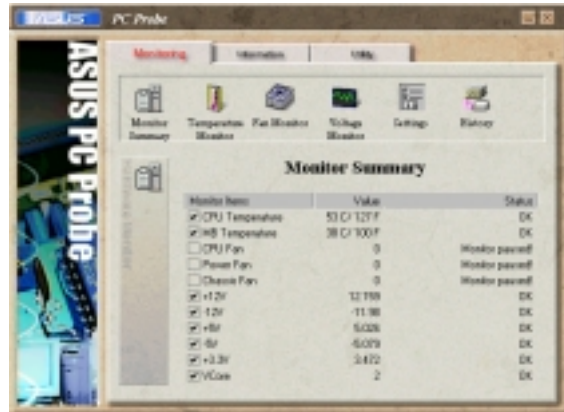 ASUS PC Probe
Monitoring Information Utility
Monitor Summary
Temperature Monitor
Fan Monitor
Voltage Monitor
Settings
History
ASUS PC Probe
Monitor Summary
Monitor Items Value Status
CPU Temperature 53 C/ 127 F OK
MB Temperature 38 C/ 100 F OK
CPU Fan 0 Monitor paused!
Power Fan 0 Monitor paused!
Chassis Fan 0 Monitor paused!
+12V OK
-12V -11.98 OK
+5V 5.026 OK
-5V -5.079 OK
+3.3V 3.472 OK
VCore 2 OK